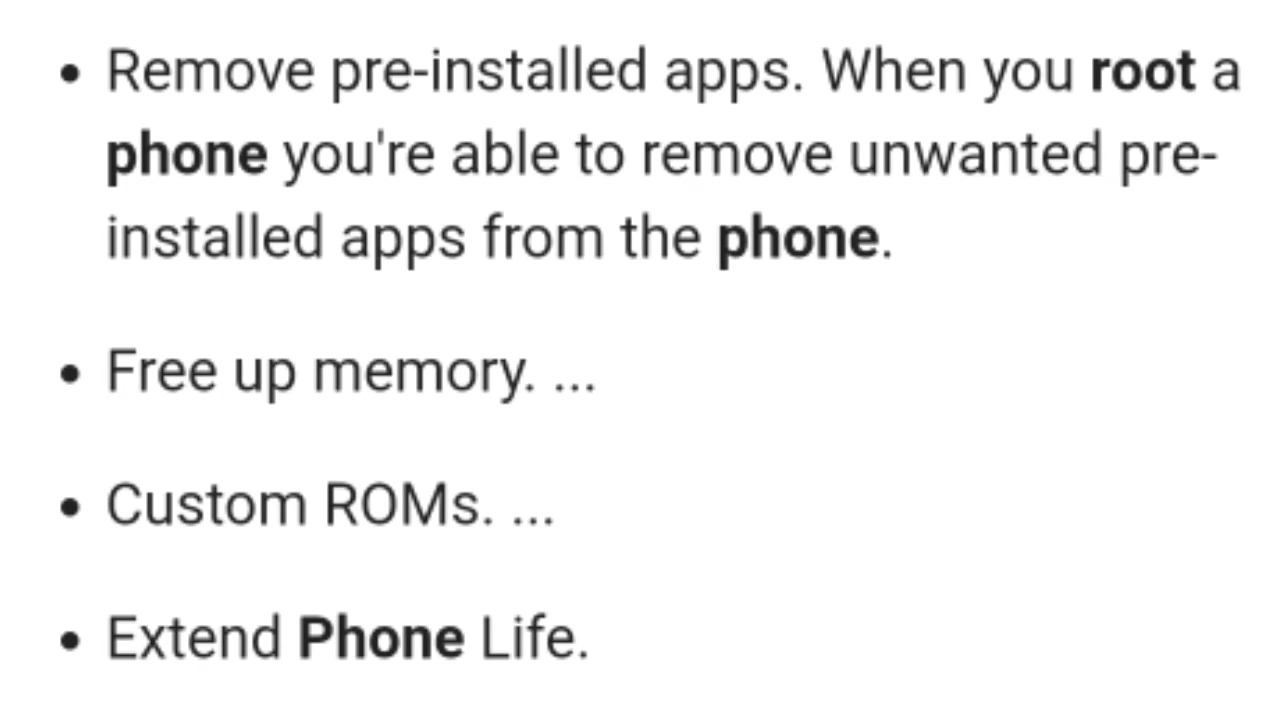 • Remove pre-installed apps. When you root a
phone you're able to remove unwanted pre-
installed apps from the phone.
• Free up memory. ...
• Custom ROMs. ...
• Extend Phone Life.